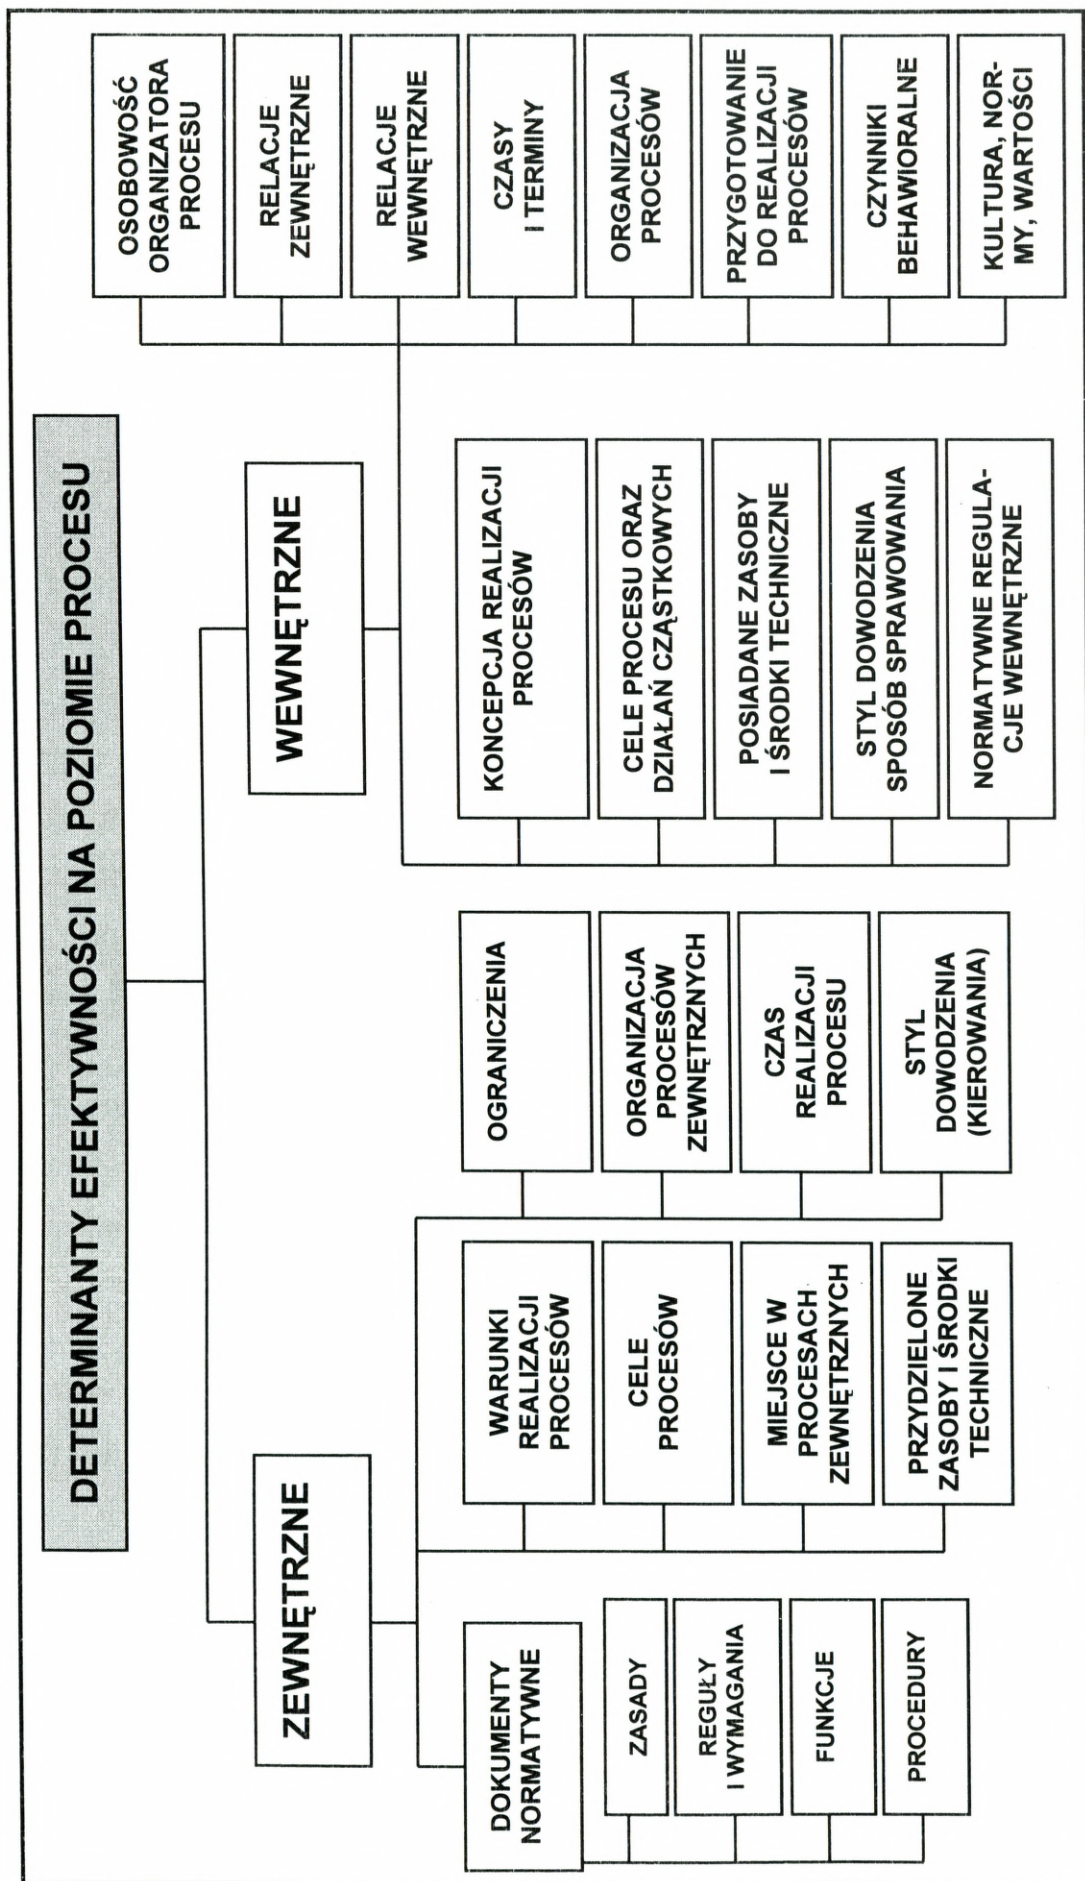 DETERMINANTY EFEKTYWNOŚCI NA POZIOMIE PROCESU
ZEWNĘTRZNE
WEWNĘTRZNE
DOKUMENTY
NORMATYWNE
ZASADY
REGUŁY
I WYMAGANIA
FUNKCJE
PROCEDURY
WARUNKI
REALIZACJI
PROCESÓW
CELE
PROCESÓW
MIEJSCE W
PROCESACH
ZEWNĘTRZNYCH
PRZYDZIELONE
ZASOBY I ŚRODKI
TECHNICZNE
OGRANICZENIA
ORGANIZACJA
PROCESÓW
ZEWNĘTRZNYCH
CZAS
REALIZACJI
PROCESU
STYL
DOWODZENIA
(KIEROWANIA)
KONCEPCJA REALIZACJI
PROCESÓW
CELE PROCESU ORAZ
DZIAŁAŃ CZĄSTKOWYCH
POSIADANE ZASOBY
I ŚRODKI TECHNICZNE
STYL DOWODZENIA
SPOSÓB SPRAWOWANIA
NORMATYWNE REGULA-
CJE WEWNĘTRZNE
OSOBOWOŚĆ
ORGANIZATORA
PROCESU
RELACJE
ZEWNĘTRZNE
RELACJE
WEWNĘTRZNE
CZASY
I TERMINY
ORGANIZACJA
PROCESÓW
PRZYGOTOWANIE
DO REALIZACJI
PROCESÓW
CZYNNIKI
BEHAWIORALNE
KULTURA, NOR-
MY, WARTOŚCI